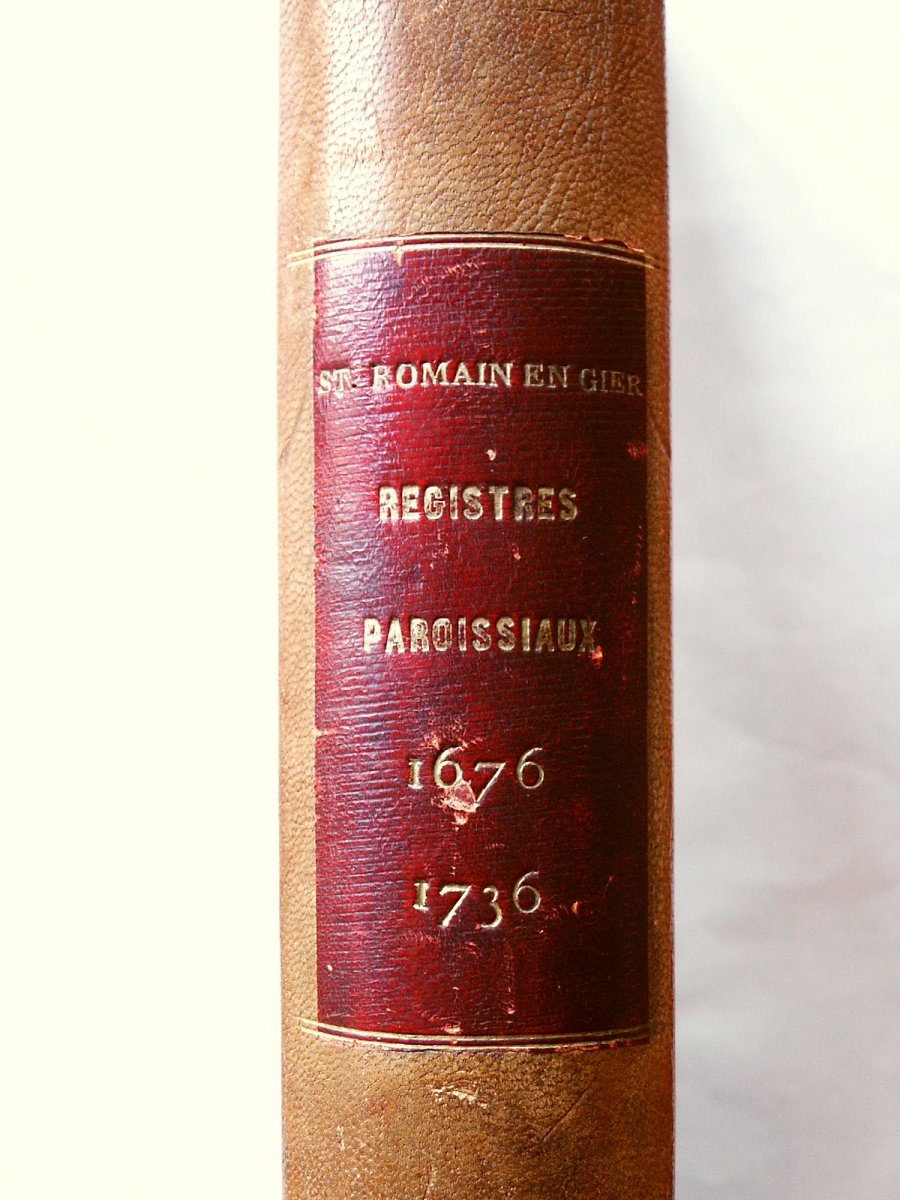 ST. ROMAIN EN GIER
REGISTRES
PAROISSIAUX
1676
1736